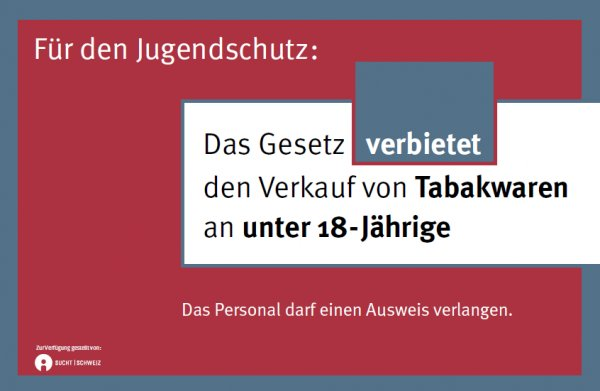 Für den Jugendschutz:
Das Gesetz verbietet
den Verkauf von Tabakwaren
an unter 18-Jährige
Das Personal darf einen Ausweis verlangen.
Zur Verfügung gestellt von:
SUCHT | SCHWEIZ